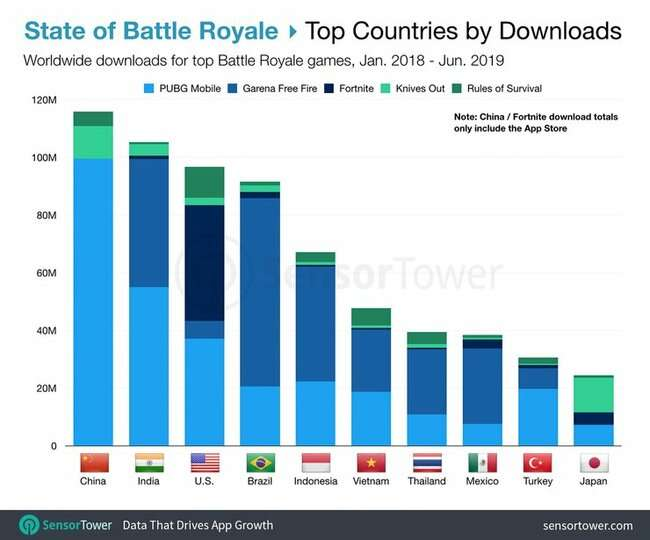 State of Battle Royale ▸ Top Countries by Downloads
Worldwide downloads for top Battle Royale games, Jan. 2018 - Jun. 2019
PUBG Mobile Garena Free Fire Fortnite Knives Out Rules of Survival
Note: China / Fortnite download totals
only include the App Store
120M
100M
80M
60M
40M
20M
0
SensorTower
China India U.S. Brazil Indonesia Vietnam Thailand Mexico Turkey Japan
SensorTower Data That Drives App Growth sensortower.com